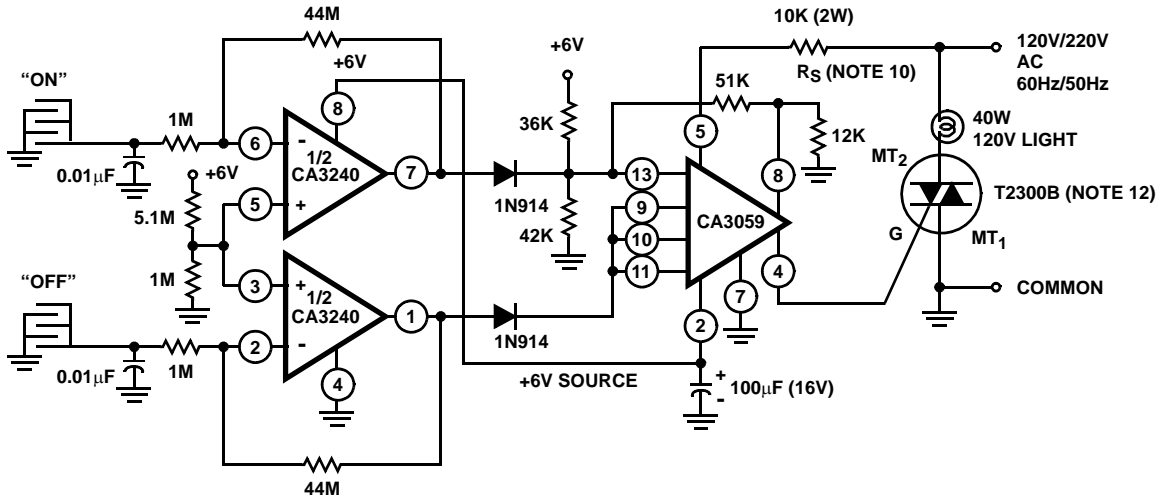 44M
+6V
“ON”
1M
6
-
8
1/2
CA3240
7
0.01μF
+6V
5
+
5.1M
1M
“OFF”
3
+
1/2
CA3240
1
2
-
1M
0.01μF
4
44M
+6V
36K
1N914
42K
1N914
+6V SOURCE
10K (2W)
RS (NOTE 10)
51K
12K
5
8
13
9
10
11
CA3059
4
7
2
+
-
100μF (16V)
120V/220V
AC
60Hz/50Hz
40W
120V LIGHT
MT2
T2300B (NOTE 12)
G
MT1
COMMON